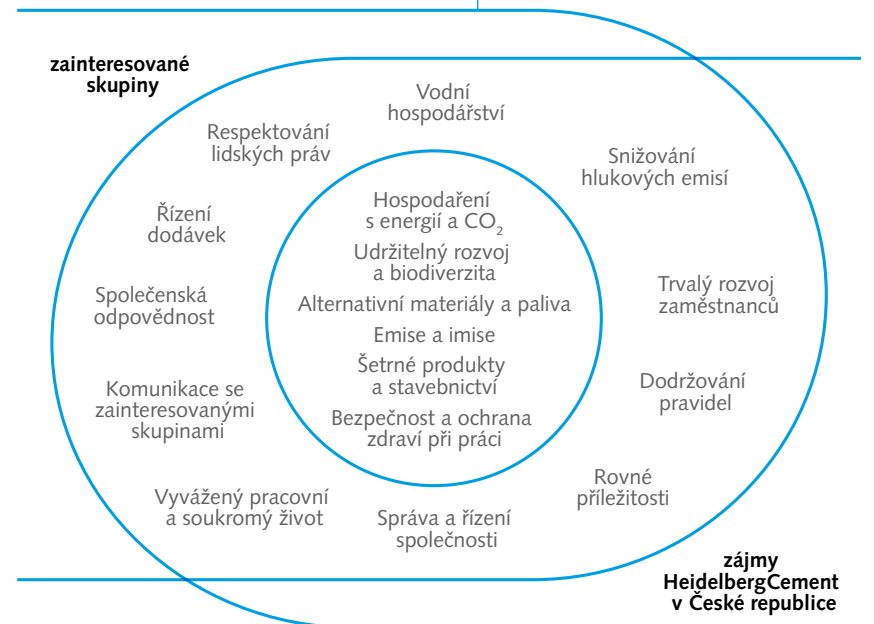 zainteresované
skupiny
Vodní
hospodářství
Respektování
lidských práv
Snižování
hlukových emisí
Řízení
dodávek
Hospodaření
s energií a CO₂
Udržitelný rozvoj
a biodiverzita
Alternativní materiály a paliva
Emise a imise
Šetrné produkty
a stavebnictví
Bezpečnost a ochrana
zdraví při práci
Společenská
odpovědnost
Trvalý rozvoj
zaměstnanců
Komunikace se
zainteresovanými
skupinami
Dodržování
pravidel
Vyvážený pracovní
a soukromý život
Správa a řízení
společnosti
Rovné
příležitosti
zájmy
HeidelbergCement
v České republice